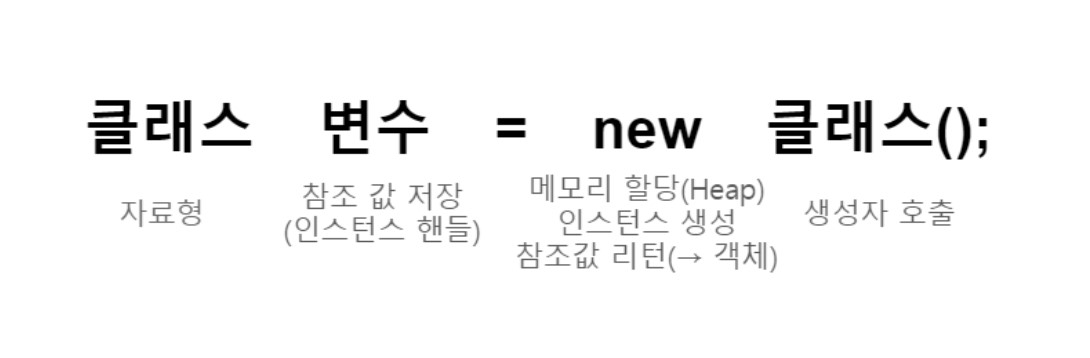 클래스 변수 = new 클래스();
자료형
참조 값 저장
(인스턴스 핸들)
메모리 할당(Heap)
인스턴스 생성
참조값 리턴(→ 객체)
생성자 호출